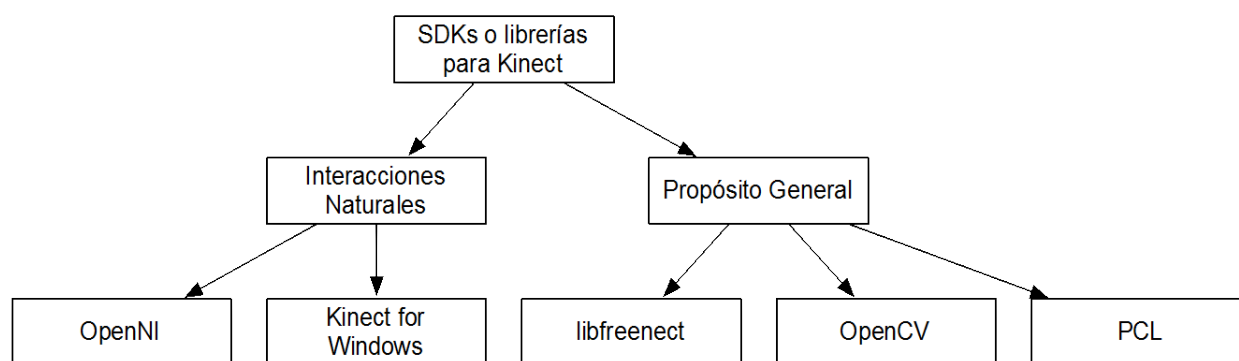 SDKs o librerías
para Kinect
Interacciones
Naturales
Propósito General
OpenNI
Kinect for
Windows
libfreenect
OpenCV
PCL